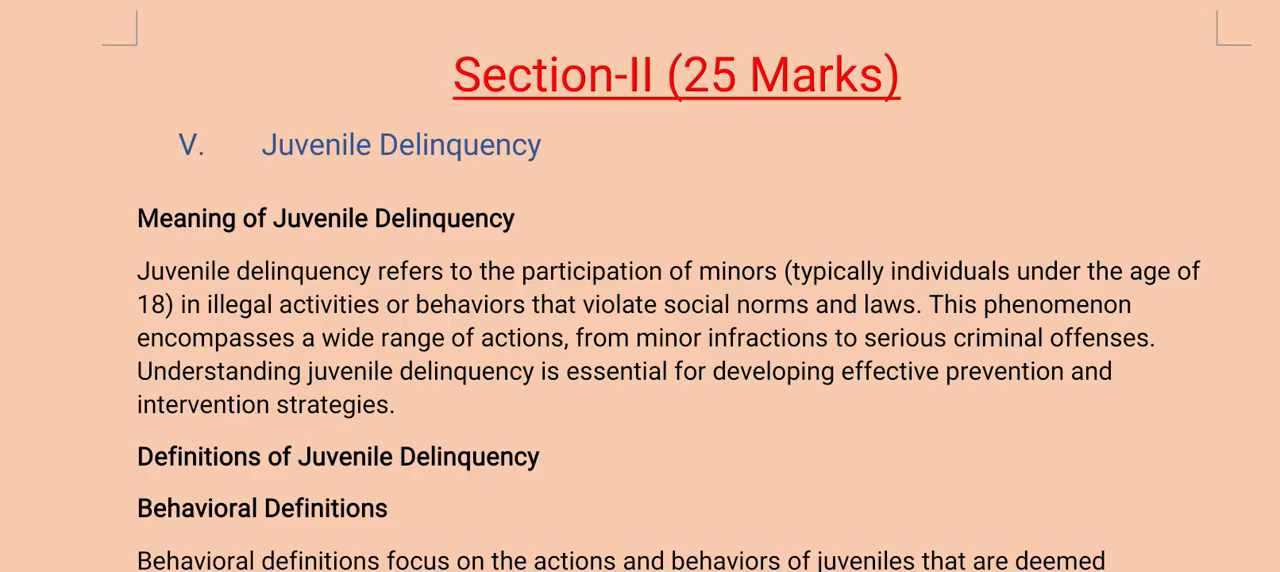 Section-II (25 Marks)
V. Juvenile Delinquency
Meaning of Juvenile Delinquency
Juvenile delinquency refers to the participation of minors (typically individuals under the age of
18) in illegal activities or behaviors that violate social norms and laws. This phenomenon
encompasses a wide range of actions, from minor infractions to serious criminal offenses.
Understanding juvenile delinquency is essential for developing effective prevention and
intervention strategies.
Definitions of Juvenile Delinquency
Behavioral Definitions
Behavioral definitions focus on the actions and behaviors of juveniles that are deemed